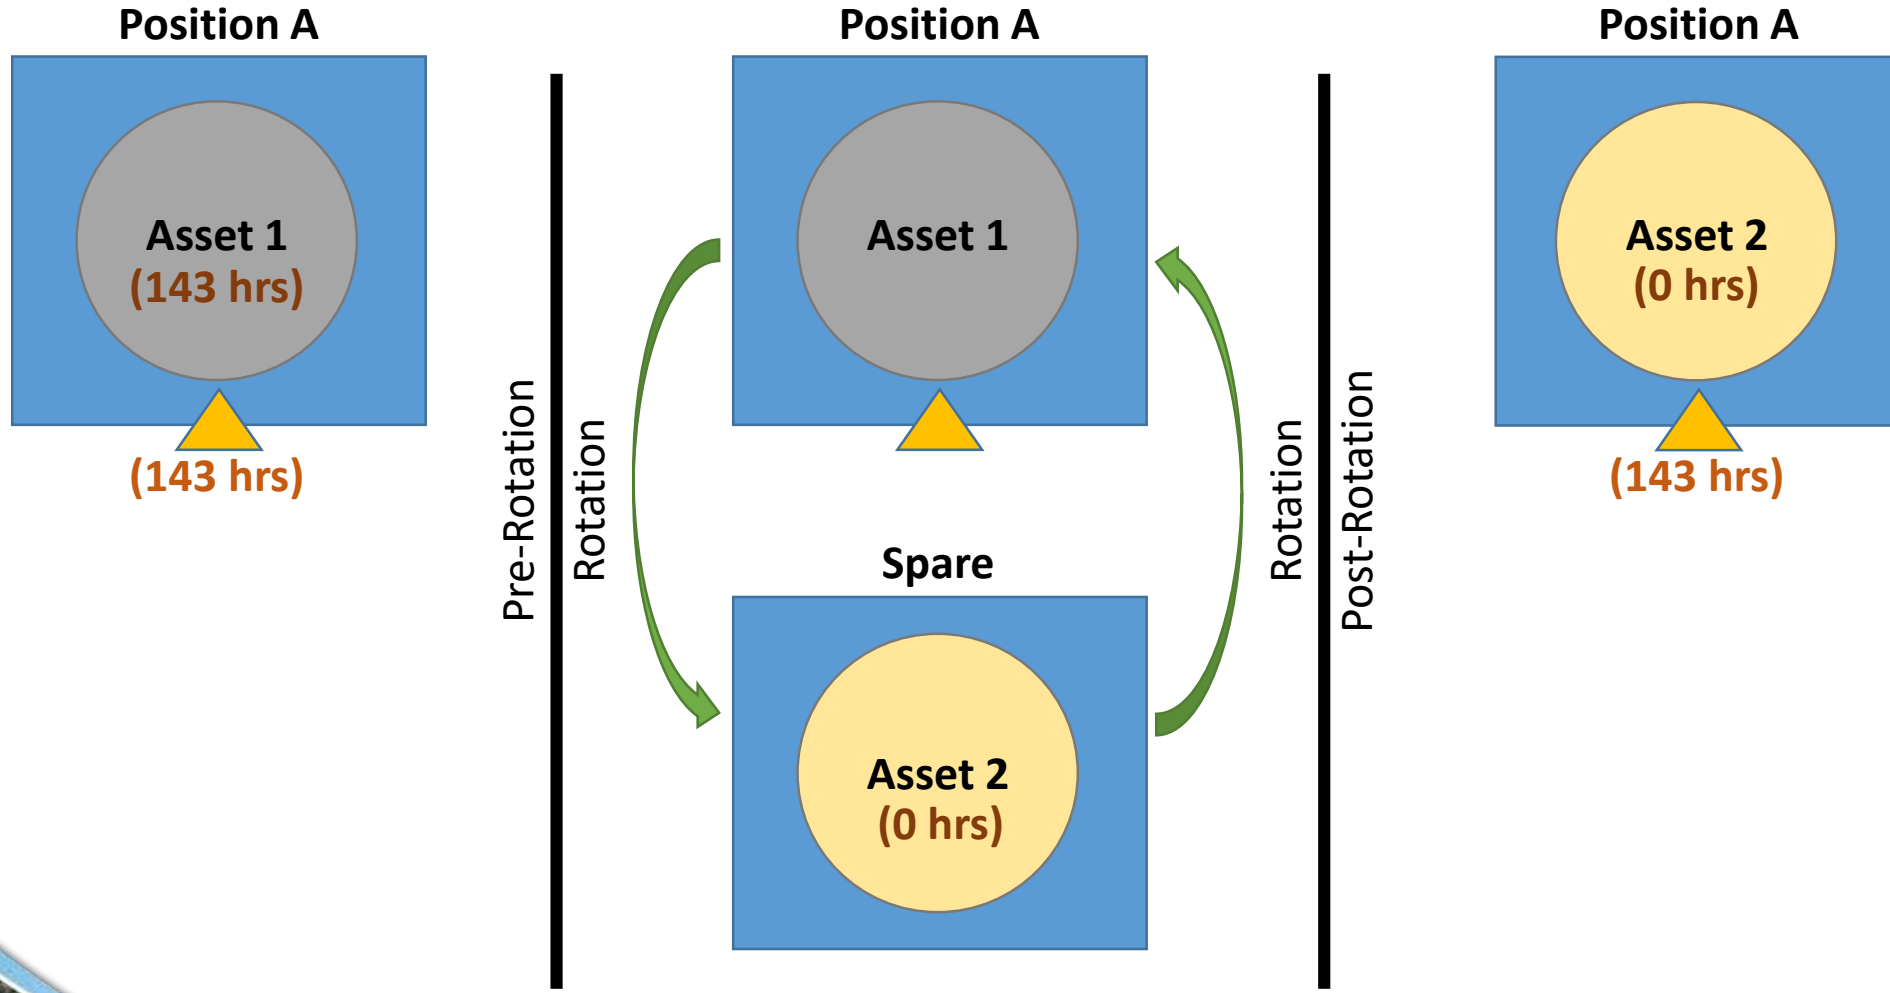 Position A
Asset 1
(143 hrs)
(143 hrs)
Pre-Rotation
Rotation
Position A
Asset 1
Spare
Asset 2
(0 hrs)
Rotation
Post-Rotation
Position A
Asset 2
(0 hrs)
(143 hrs)